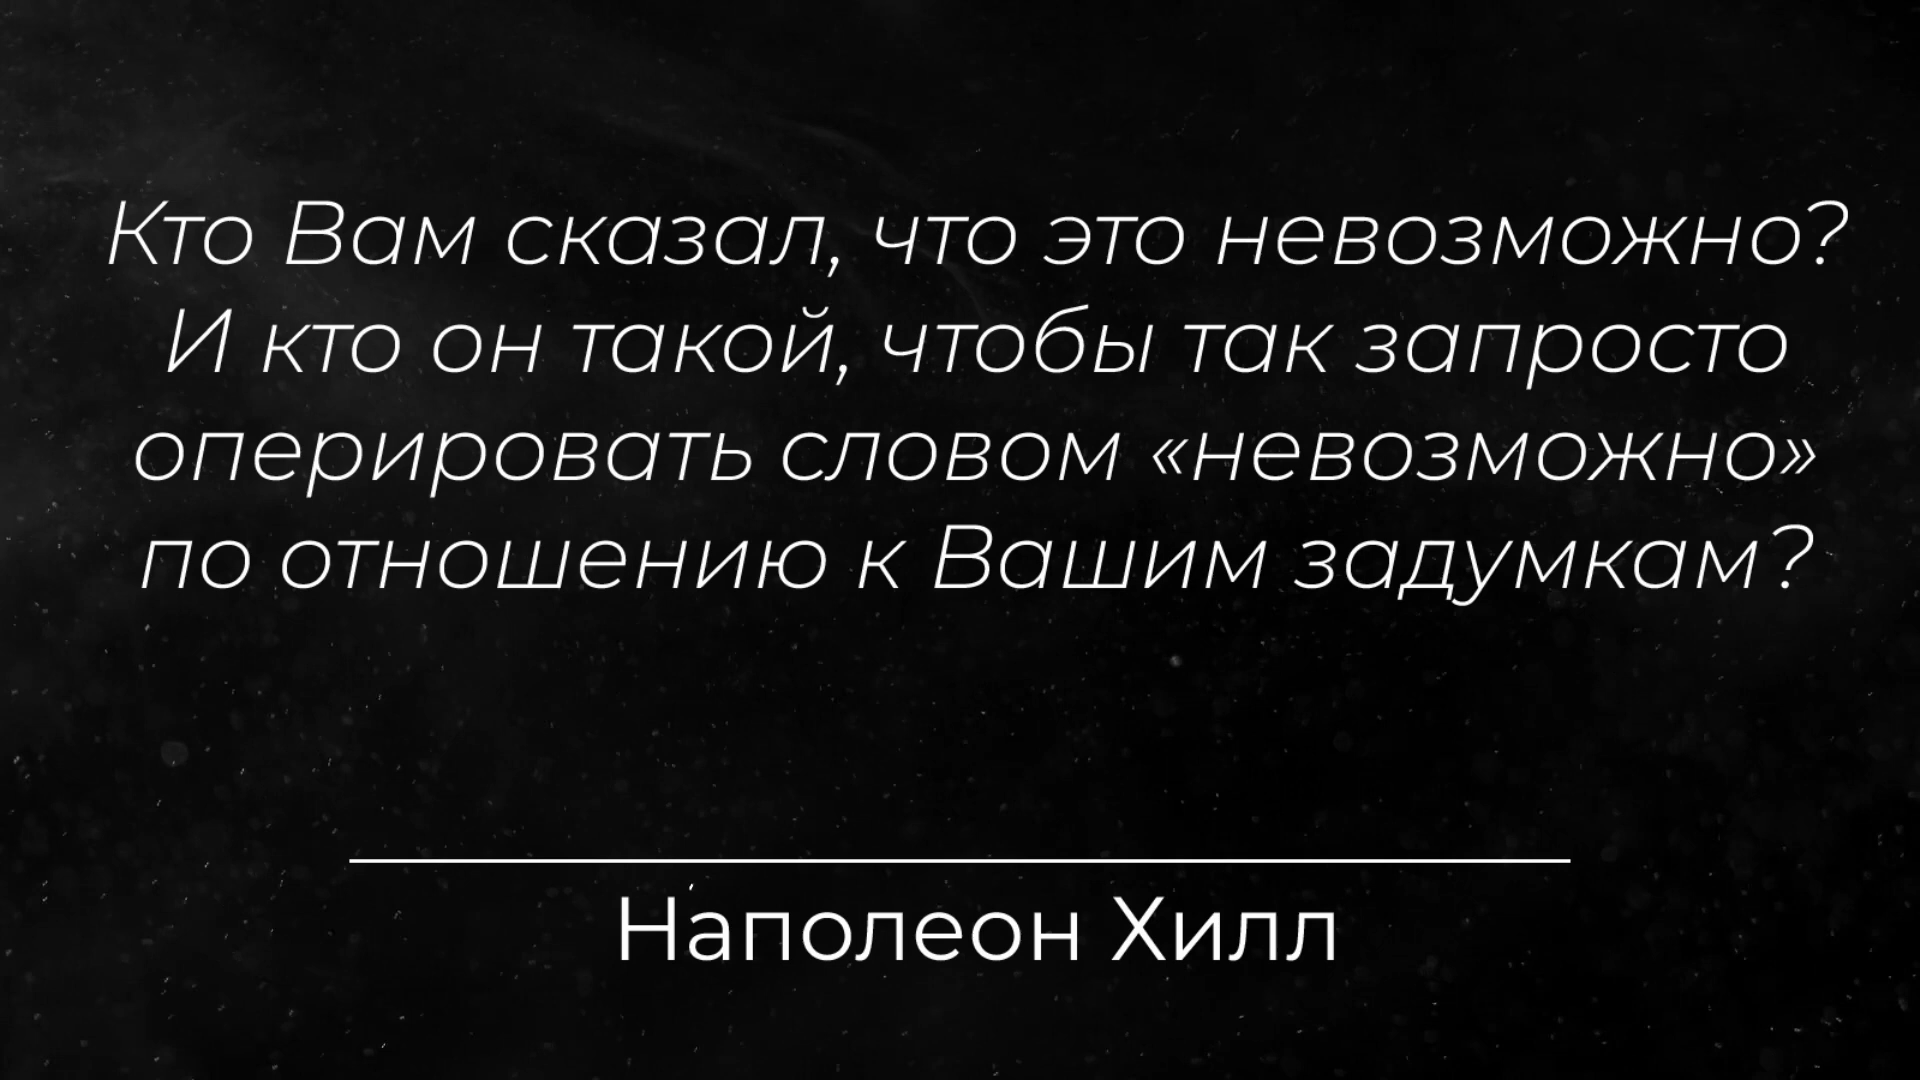 Кто Вам сказал, что это невозможно?
И кто он такой, чтобы так запросто
оперировать словом «невозможно»
по отношению к Вашим задумкам?
Наполеон Хилл